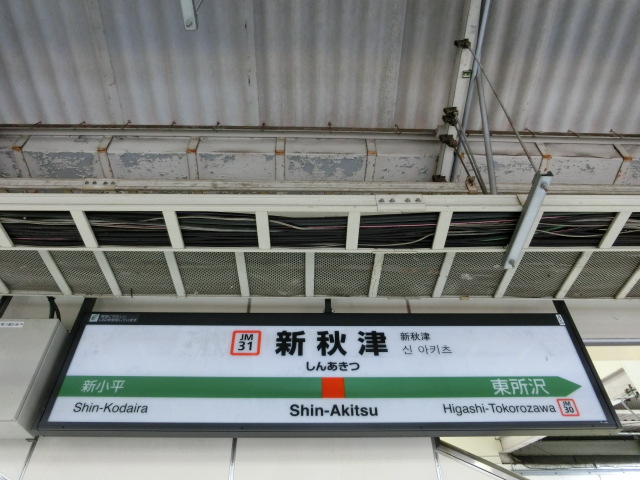 JM
31
新秋津
新秋津
신 아키츠
しんあきつ
新小平
東所沢
Shin-Kodaira
Shin-Akitsu
Higashi-Tokorozawa
JM
30